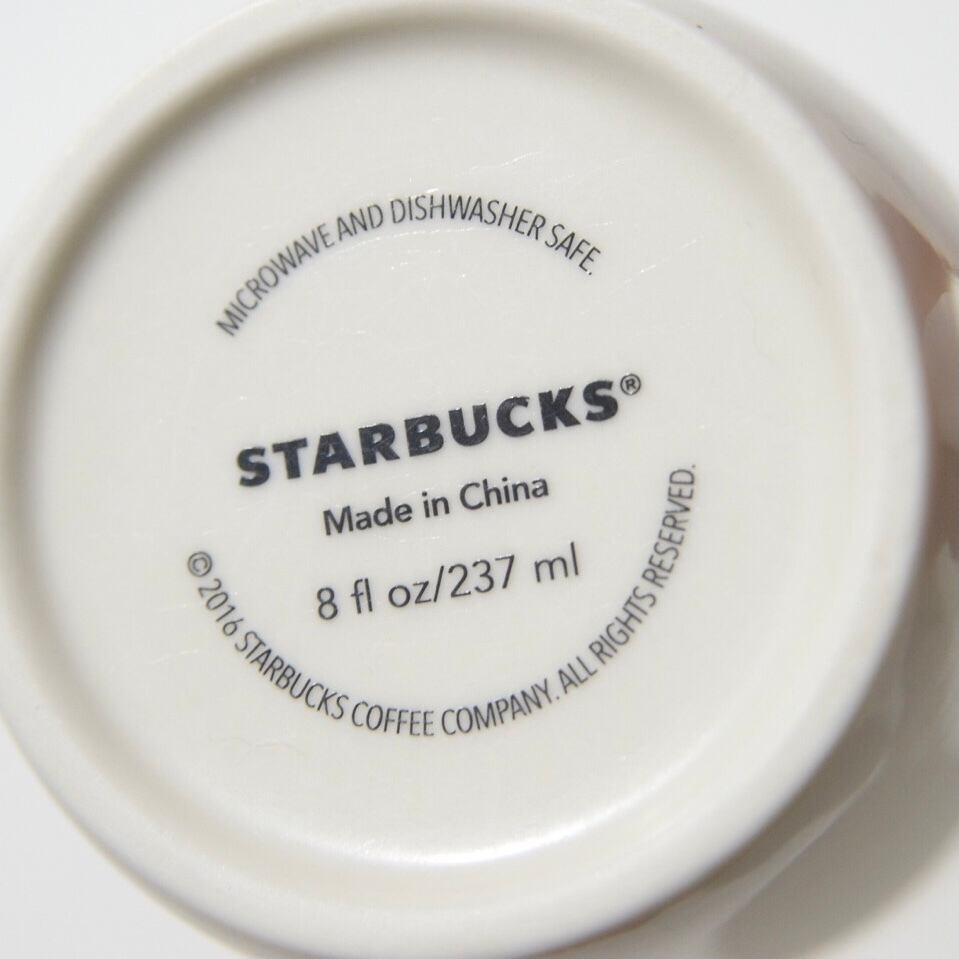 MICROWAVE AND DISHWASHER SAFE.
STARBUCKS®
Made in China
8 fl oz/237 ml
© 2016 STARBUCKS COFFEE COMPANY. ALL RIGHTS RESERVED.